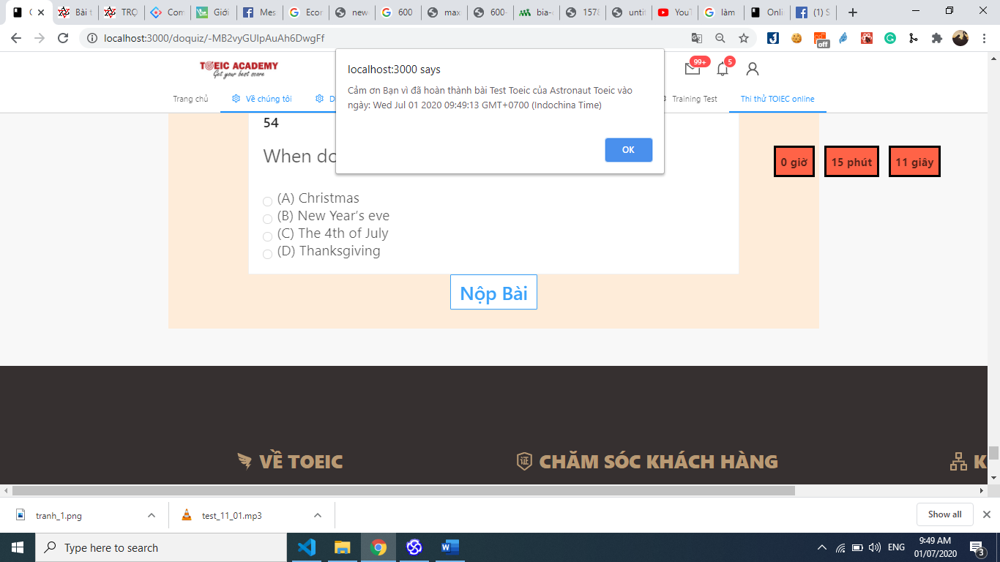 Bài t
TRỌ
Com
Giới
Mes
Econ
new
600
max
600-
bia-
1578
untit
YouT
làm
Onli
(1) S
localhost:3000/doquiz/-MB2vyGUIpAuAh6DwgFf
off
TOEIC ACADEMY
Get your best score
99+
5
localhost:3000 says
Cảm ơn Bạn vì đã hoàn thành bài Test Toeic của Astronaut Toeic vào
ngày: Wed Jul 01 2020 09:49:13 GMT+0700 (Indochina Time)
OK
Trang chủ
Về chúng tôi
Training Test
Thi thử TOIEC online
54
When do
0 giờ
15 phút
11 giây
(A) Christmas
(B) New Year's eve
(C) The 4th of July
(D) Thanksgiving
Nộp Bài
VỀ TOEIC
CHĂM SÓC KHÁCH HÀNG
K
tranh_1.png
test_11_01.mp3
Show all
Type here to search
ENG
9:49 AM
01/07/2020
3